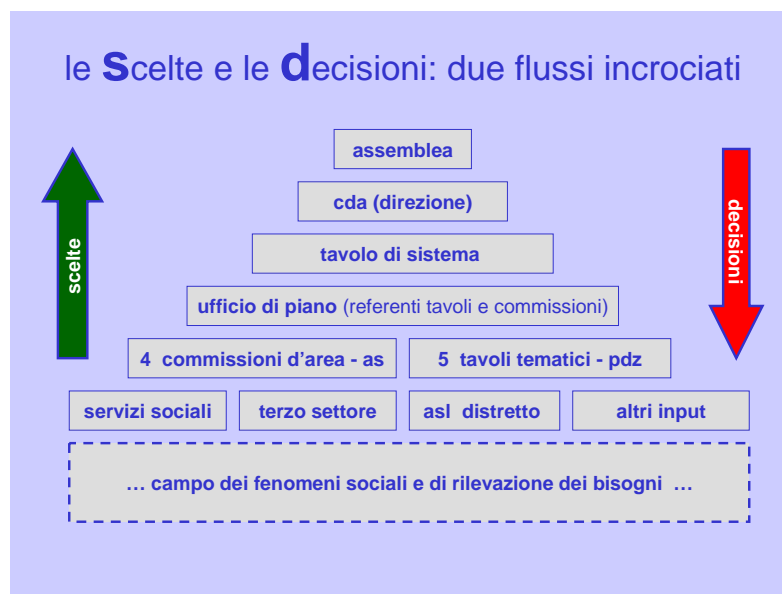 le scelte e le decisioni: due flussi incrociati
assemblea
cda (direzione)
tavolo di sistema
ufficio di piano (referenti tavoli e commissioni)
4 commissioni d'area - as
5 tavoli tematici - pdz
servizi sociali
terzo settore
asl distretto
altri input
… campo dei fenomeni sociali e di rilevazione dei bisogni …
scelte
decisioni